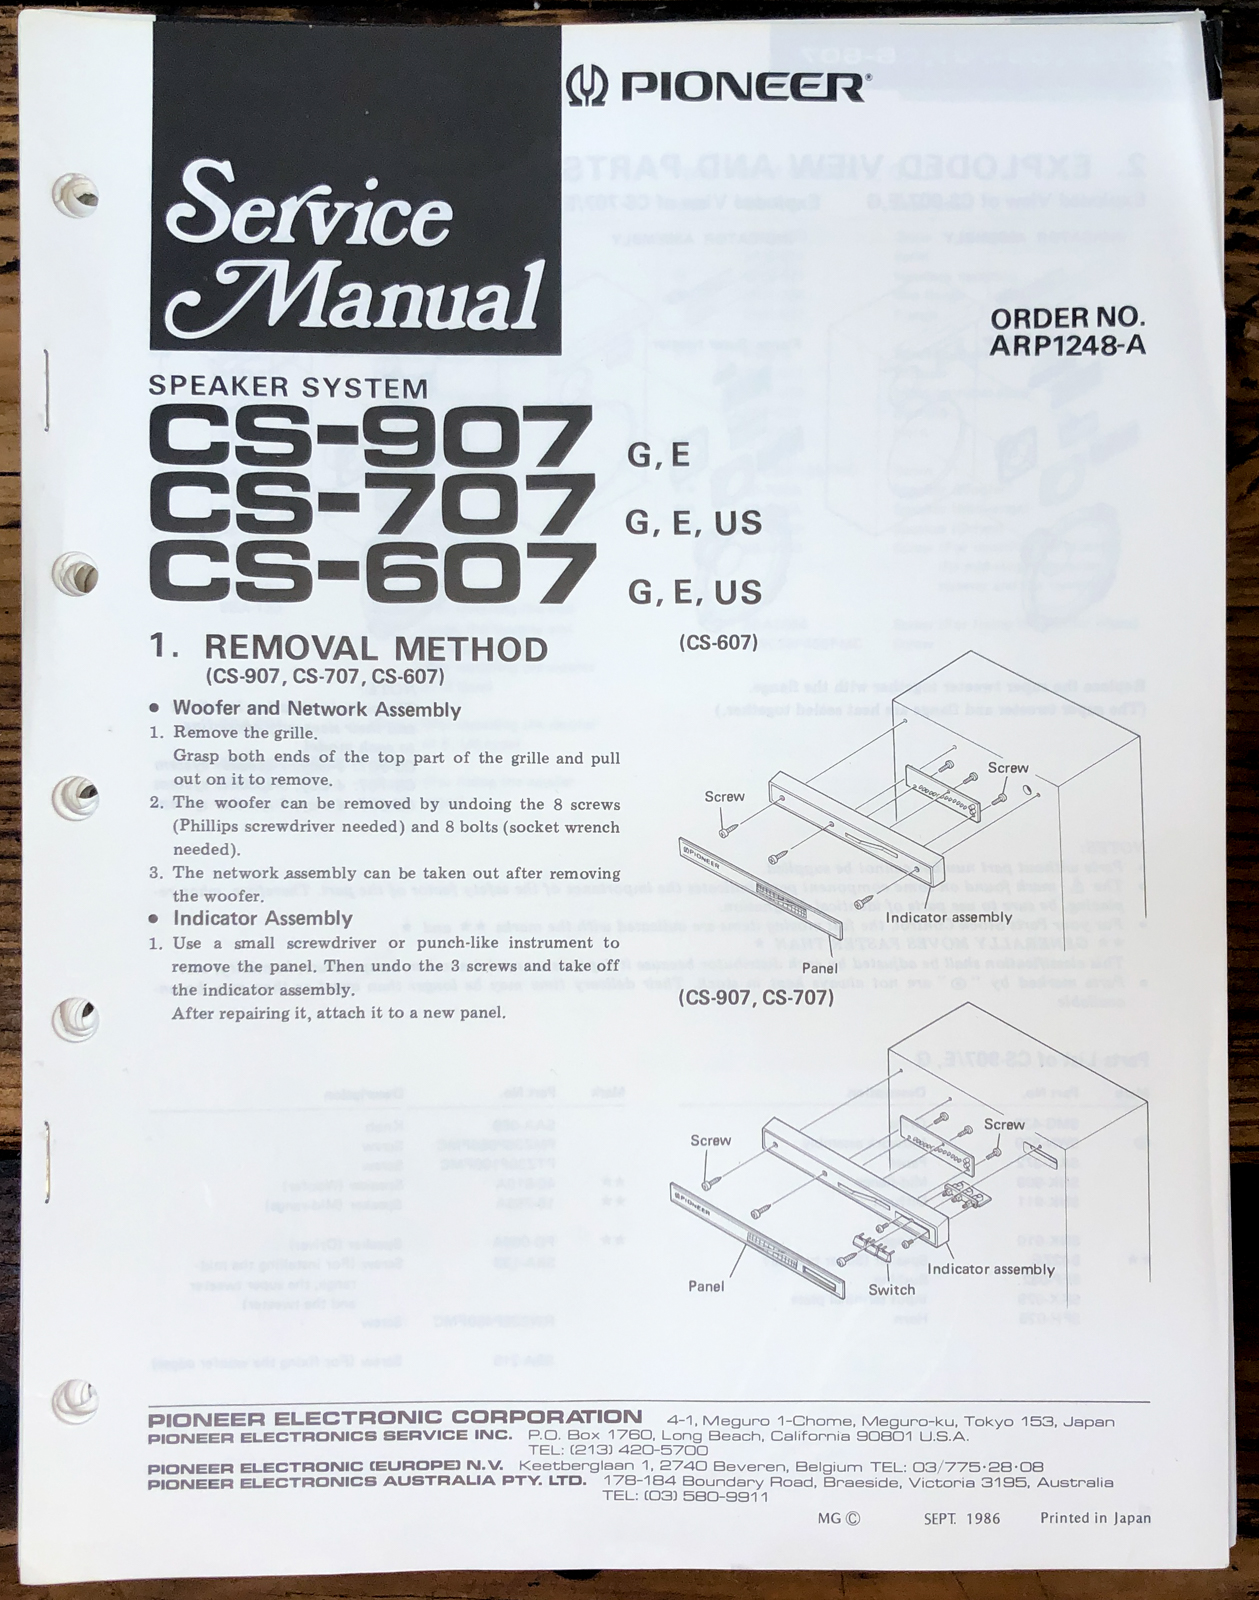 PIONEER®
Service
Manual
ORDER NO.
ARP1248-A
SPEAKER SYSTEM
CS-907 G, E
CS-707 G, E, US
CS-607 G, E, US
1. REMOVAL METHOD
(CS-907, CS-707, CS-607)
• Woofer and Network Assembly
1. Remove the grille.
Grasp both ends of the top part of the grille and pull
out on it to remove.
2. The woofer can be removed by undoing the 8 screws
(Phillips screwdriver needed) and 8 bolts (socket wrench
needed).
3. The network assembly can be taken out after removing
the woofer.
• Indicator Assembly
1. Use a small screwdriver or punch-like instrument to
remove the panel. Then undo the 3 screws and take off
the indicator assembly.
After repairing it, attach it to a new panel.
(CS-607)
Screw
Screw
PIONEER
Indicator assembly
Panel
(CS-907, CS-707)
Screw
Screw
PIONEER
Indicator assembly
Panel
Switch
PIONEER ELECTRONIC CORPORATION 4-1, Meguro 1-Chome, Meguro-ku, Tokyo 153, Japan
PIONEER ELECTRONICS SERVICE INC. P.O. Box 1760, Long Beach, California 90801 U.S.A.
TEL: (213) 420-5700
PIONEER ELECTRONIC (EUROPE) N.V. Keetberglaan 1, 2740 Beveren, Belgium TEL: 03/775·28·08
PIONEER ELECTRONICS AUSTRALIA PTY. LTD. 178-184 Boundary Road, Braeside, Victoria 3195, Australia
TEL: (03) 580-9911
MG © SEPT. 1986 Printed in Japan